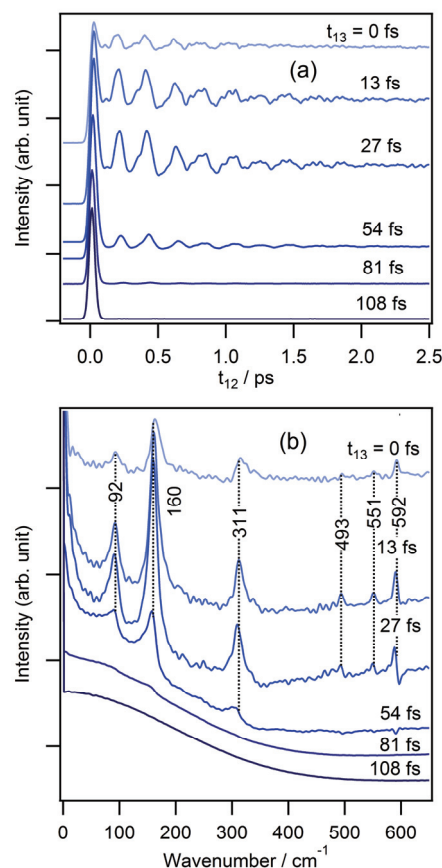 (a)
t₁₃ = 0 fs
13 fs
27 fs
54 fs
81 fs
108 fs
Intensity (arb. unit)
0.0 0.5 1.0 1.5 2.0 2.5
t₁₂ / ps
(b)
t₁₃ = 0 fs
92
160
311
493
551
592
13 fs
27 fs
54 fs
81 fs
108 fs
Intensity (arb. unit)
0 100 200 300 400 500 600
Wavenumber / cm⁻¹